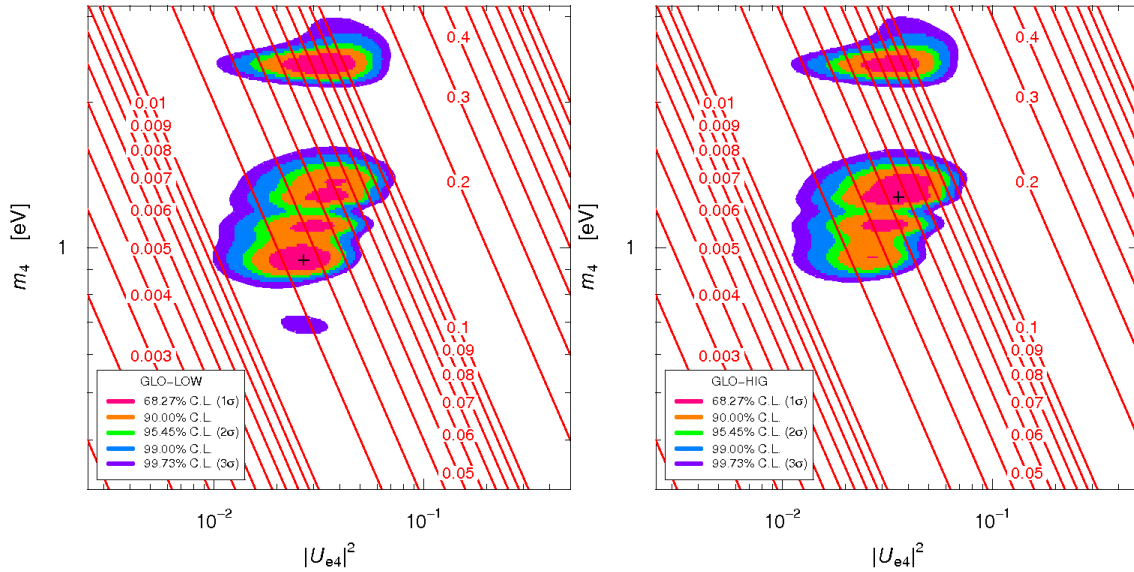 0.4
0.3
0.2
0.01
0.009
0.008
0.007
0.006
0.005
0.004
0.003
0.1
0.09
0.08
0.07
0.06
0.05
m₄ [eV]
1
GLO-LOW
68.27% C.L. (1σ)
90.00% C.L.
95.45% C.L. (2σ)
99.00% C.L.
99.73% C.L. (3σ)
10⁻²
10⁻¹
|Uₑ₄|²
0.4
0.3
0.2
0.01
0.009
0.008
0.007
0.006
0.005
0.004
0.003
0.1
0.09
0.08
0.07
0.06
0.05
m₄ [eV]
1
GLO-HIG
68.27% C.L. (1σ)
90.00% C.L.
95.45% C.L. (2σ)
99.00% C.L.
99.73% C.L. (3σ)
10⁻²
10⁻¹
|Uₑ₄|²